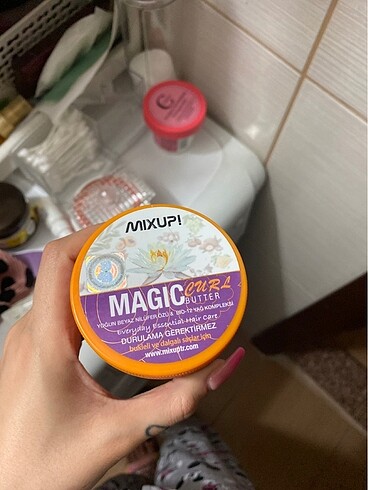 MIXUP!
MAGIC CURL
BUTTER
YOĞUN BEYAZ NİLÜFER ÖZÜ & BIO-12 YAĞ KOMPLEKSİ
Everyday Essential Hair Care
DURULAMA GEREKTİRMEZ
bukleli ve dalgalı saçlar için
www.mixuptr.com